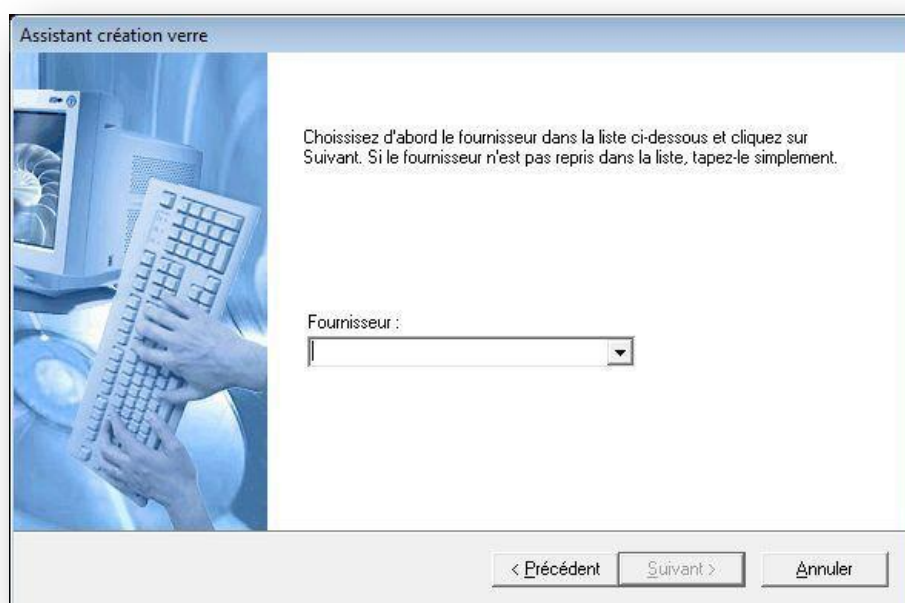 Assistant création verre
Choissisez d'abord le fournisseur dans la liste ci-dessous et cliquez sur
Suivant. Si le fournisseur n'est pas repris dans la liste, tapez-le simplement.
Fournisseur :
< Précédent Suivant > Annuler